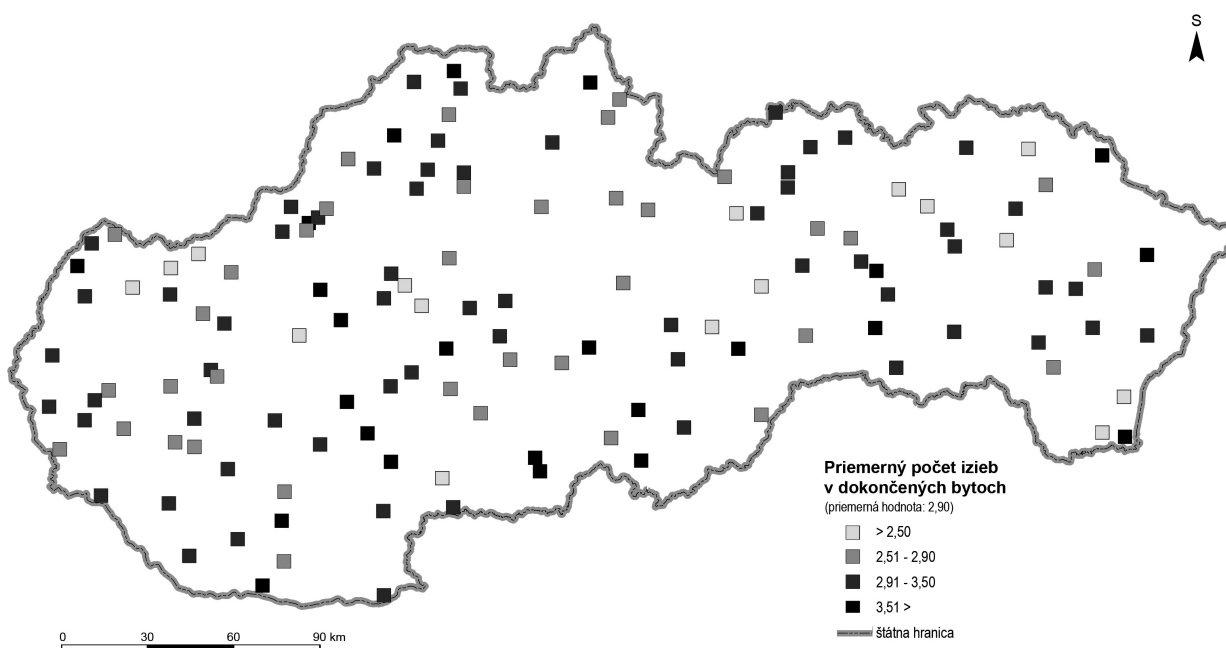 S
Priemerný počet izieb
v dokončených bytoch
(priemerná hodnota: 2,90)
> 2,50
2,51 - 2,90
2,91 - 3,50
3,51 >
štátna hranica
0 30 60 90 km